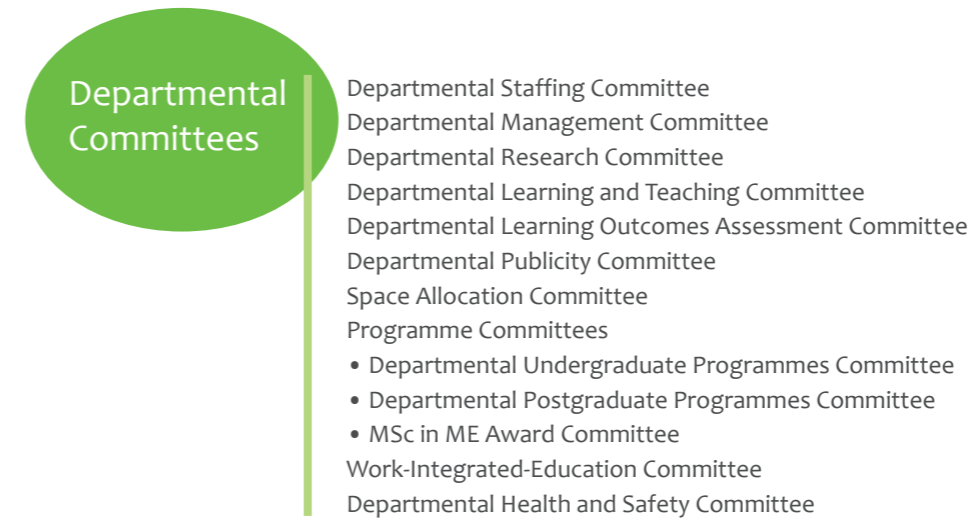 Departmental
Committees
Departmental Staffing Committee
Departmental Management Committee
Departmental Research Committee
Departmental Learning and Teaching Committee
Departmental Learning Outcomes Assessment Committee
Departmental Publicity Committee
Space Allocation Committee
Programme Committees
• Departmental Undergraduate Programmes Committee
• Departmental Postgraduate Programmes Committee
• MSc in ME Award Committee
Work-Integrated-Education Committee
Departmental Health and Safety Committee